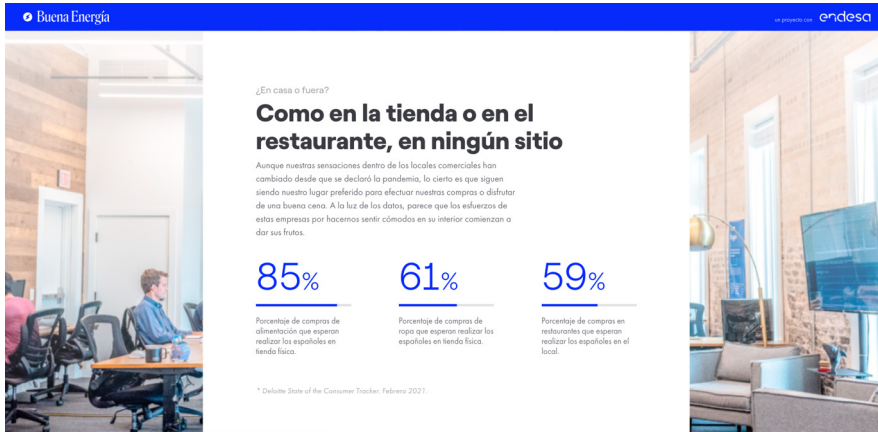 Buena Energía
un proyecto con endesa
¿En casa o fuera?
Como en la tienda o en el
restaurante, en ningún sitio
Aunque nuestras sensaciones dentro de los locales comerciales han
cambiado desde que se declaró la pandemia, lo cierto es que siguen
siendo nuestro lugar preferido para efectuar nuestras compras o disfrutar
de una buena cena. A la luz de los datos, parece que los esfuerzos de
estas empresas por hacernos sentir cómodos en su interior comienzan a
dar sus frutos.
85%
Porcentaje de compras de
alimentación que esperan
realizar los españoles en
tienda física.
61%
Porcentaje de compras de
ropa que esperan realizar los
españoles en tienda física.
59%
Porcentaje de compras en
restaurantes que esperan
realizar los españoles en el
local.
* Deloitte State of the Consumer Tracker. Febrero 2021.